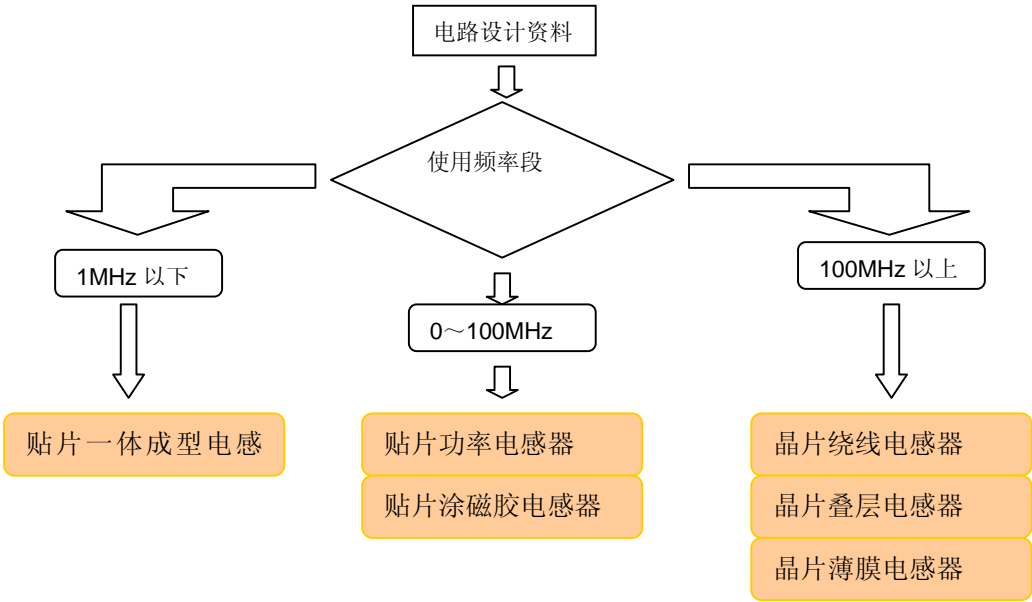 电路设计资料
使用频率段
1MHz 以下
0～100MHz
100MHz 以上
贴片一体成型电感
贴片功率电感器
贴片涂磁胶电感器
晶片绕线电感器
晶片叠层电感器
晶片薄膜电感器